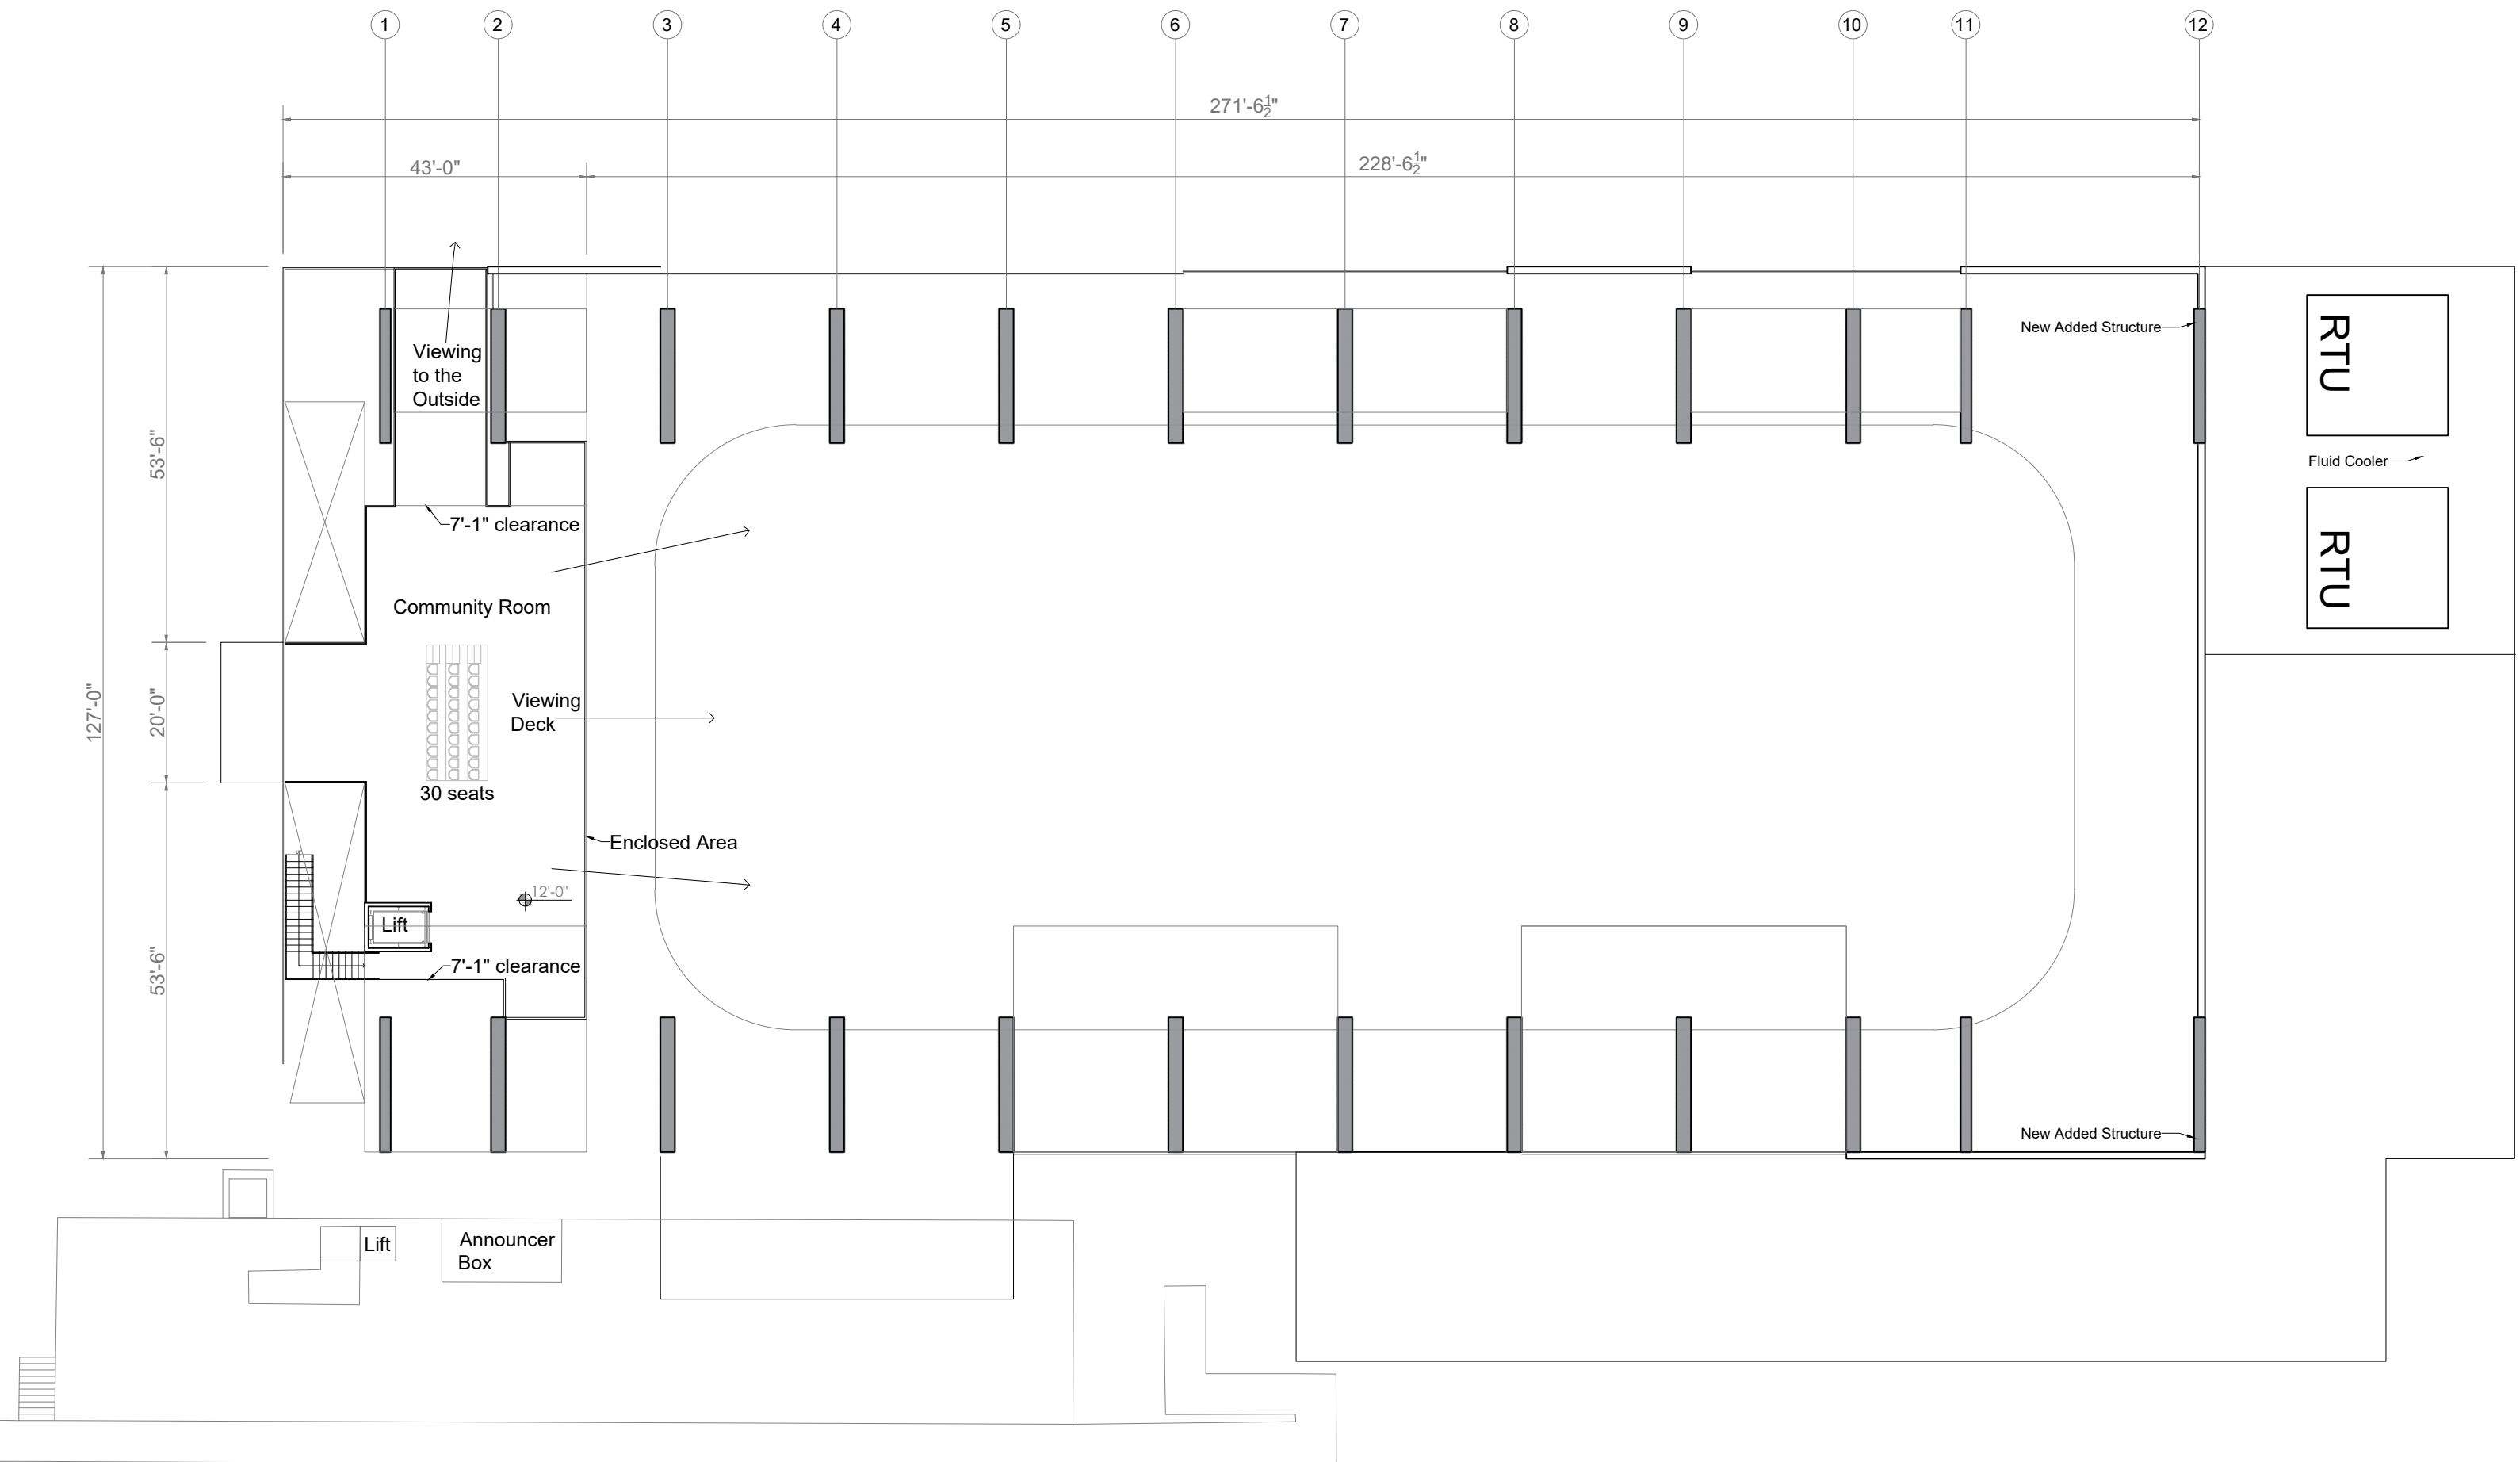 1 2 3 4 5 6 7 8 9 10 11 12
271'-6½"
43'-0"
228'-6½"
New Added Structure
RTU
Viewing
to the
Outside
53'-6"
Fluid Cooler
7'-1" clearance
RTU
Community Room
127'-0"
20'-0"
Viewing
Deck
30 seats
Enclosed Area
12'-0"
Lift
53'-6"
7'-1" clearance
New Added Structure
Lift
Announcer
Box